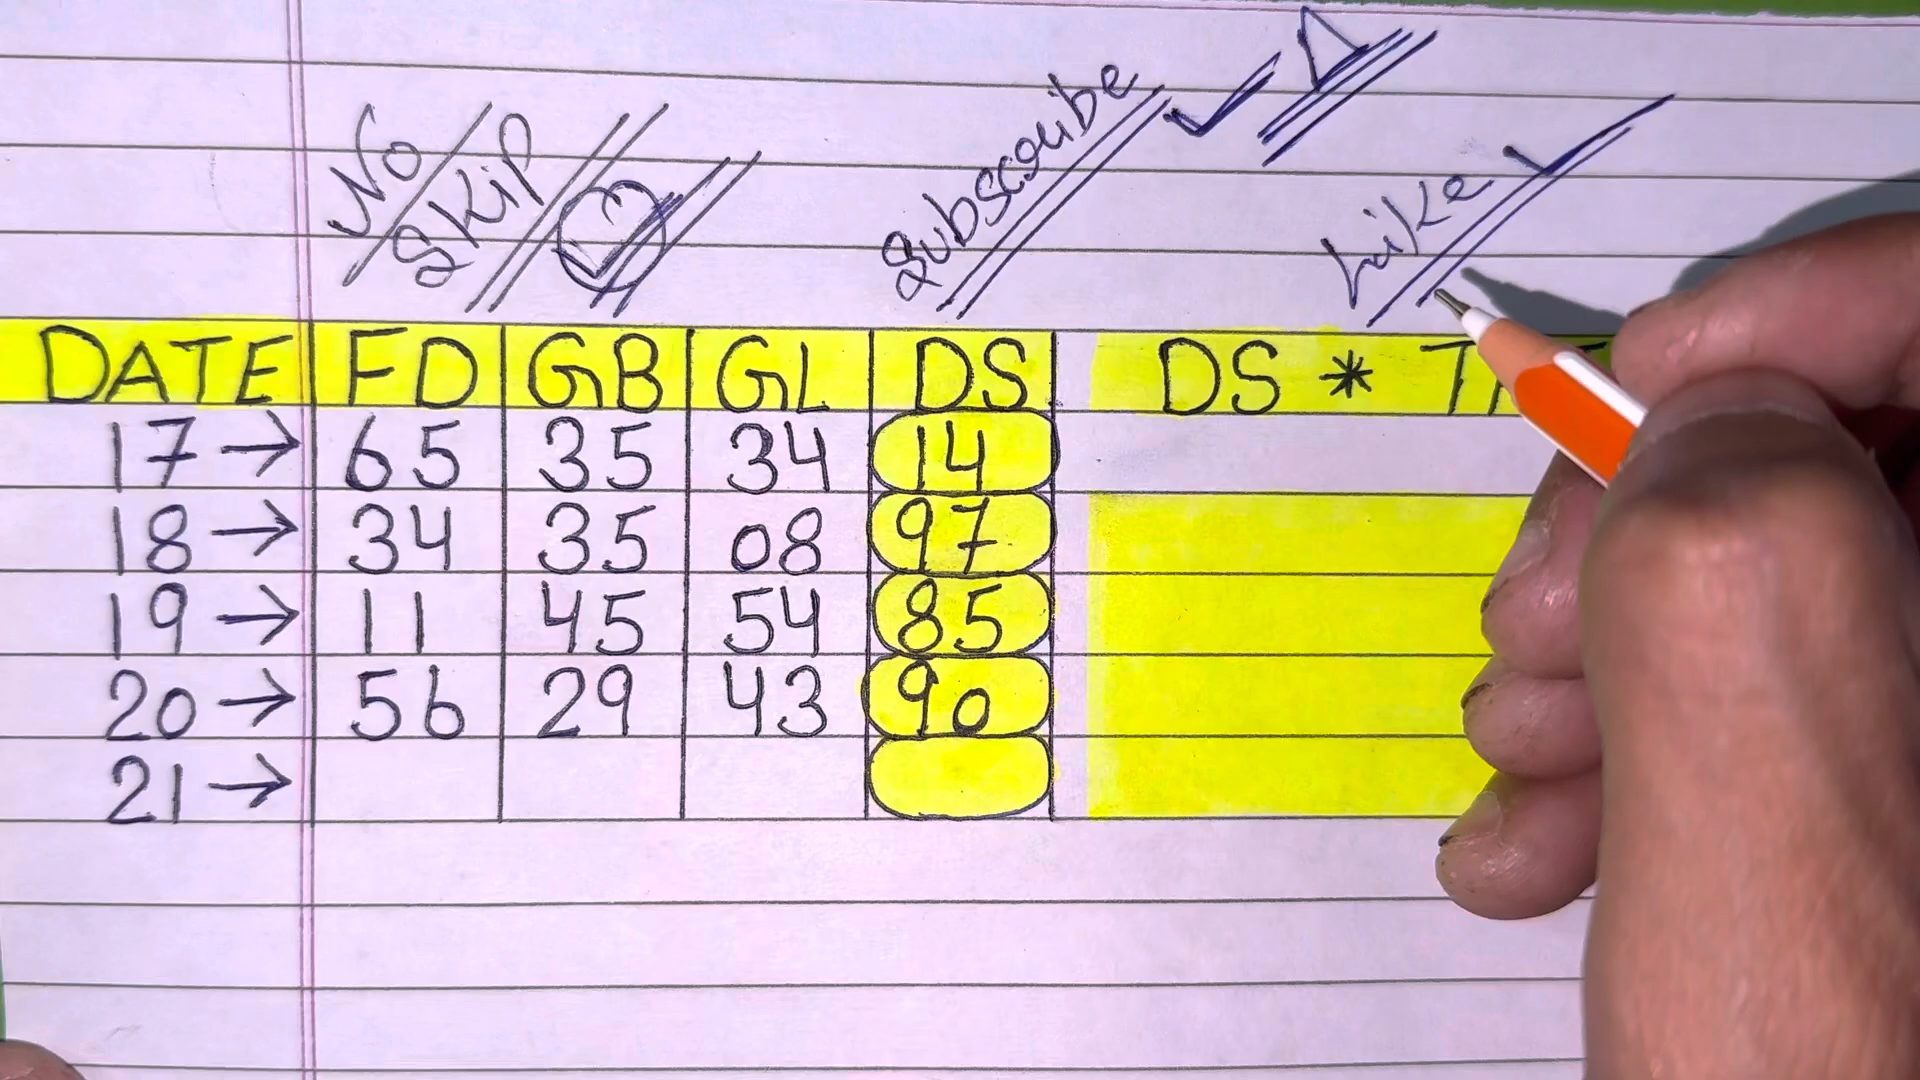 No
Skip
Subscribe
Like
DATE FD GB GL DS DS * T
17 → 65 35 34 14
18 → 34 35 08 97
19 → 11 45 54 85
20 → 56 29 43 90
21 →